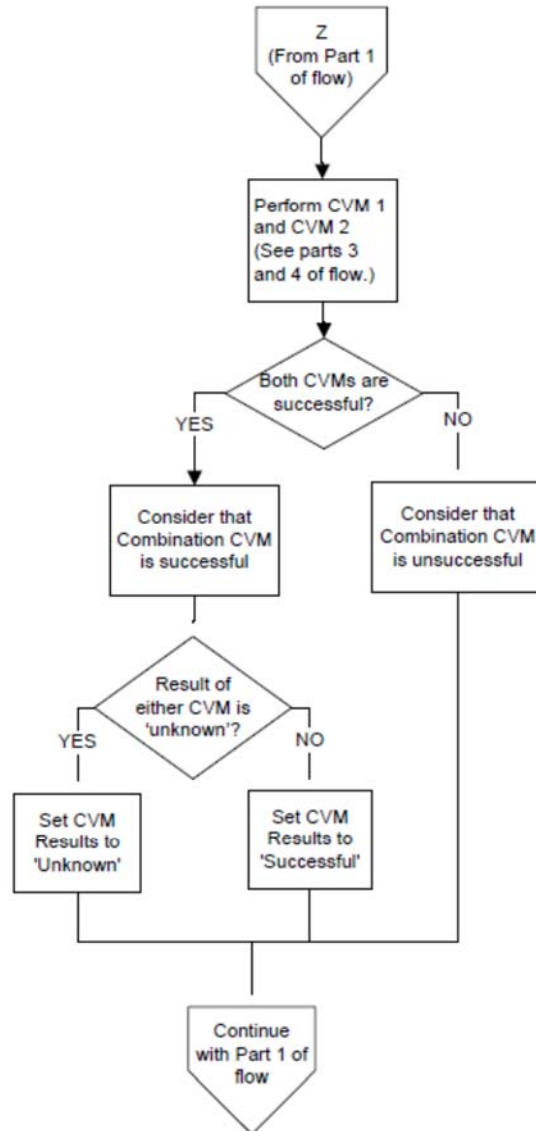 Z
(From Part 1
of flow)
Perform CVM 1
and CVM 2
(See parts 3
and 4 of flow.)
Both CVMs are
successful?
YES
NO
Consider that
Combination CVM
is successful
Consider that
Combination CVM
is unsuccessful
Result of
either CVM is
‘unknown’?
YES
NO
Set CVM
Results to
'Unknown'
Set CVM
Results to
'Successful'
Continue
with Part 1 of
flow